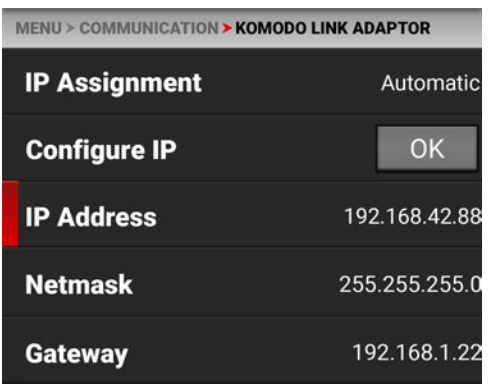 MENU > COMMUNICATION > KOMODO LINK ADAPTOR
IP Assignment Automatic
Configure IP OK
IP Address 192.168.42.88
Netmask 255.255.255.0
Gateway 192.168.1.22